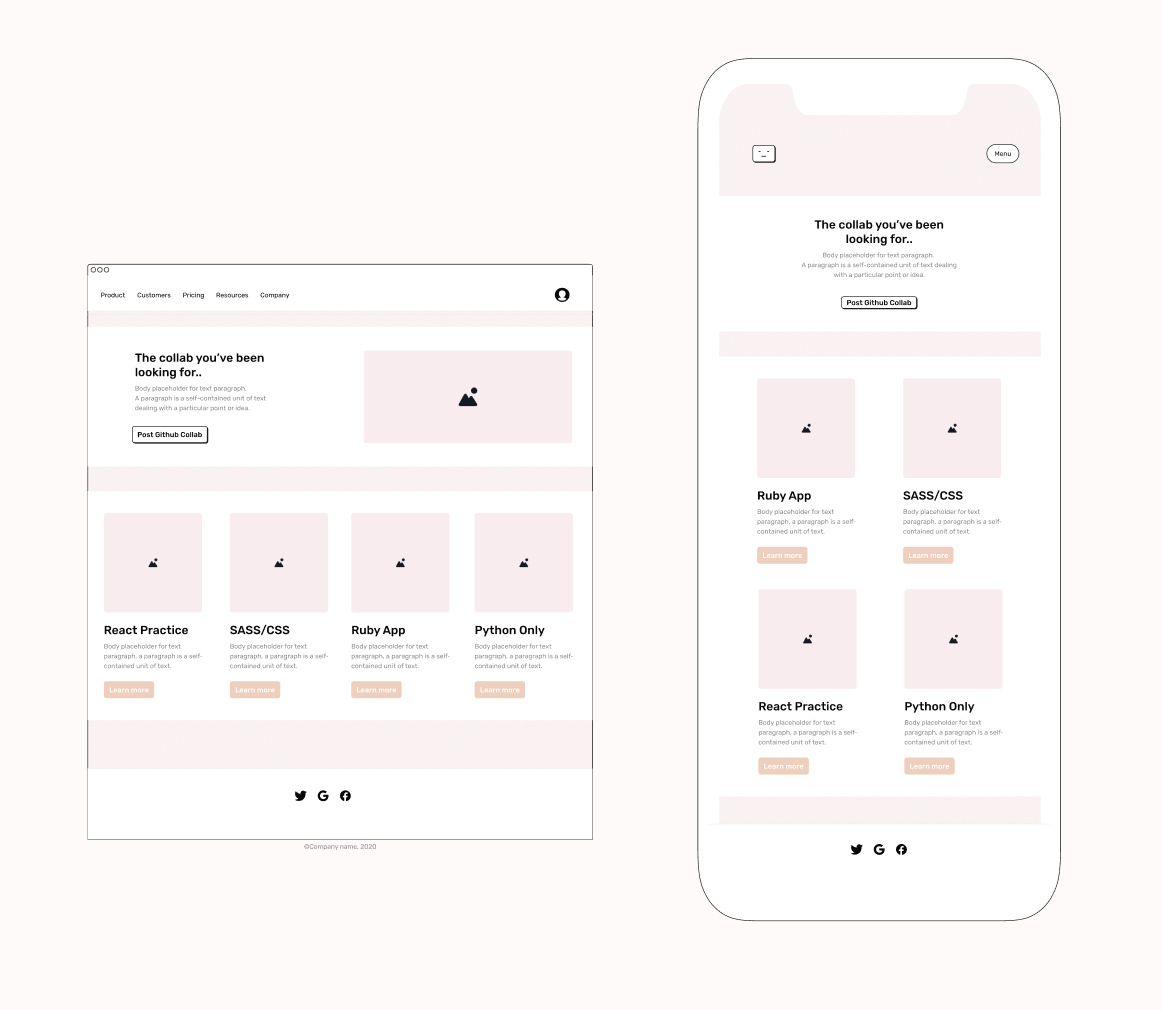 Product Customers Pricing Resources Company
The collab you’ve been
looking for..
Body placeholder for text paragraph.
A paragraph is a self-contained unit of text
dealing with a particular point or idea.
Post Github Collab
React Practice
Body placeholder for text
paragraph, a paragraph is a self-
contained unit of text.
Learn more
SASS/CSS
Body placeholder for text
paragraph, a paragraph is a self-
contained unit of text.
Learn more
Ruby App
Body placeholder for text
paragraph, a paragraph is a self-
contained unit of text.
Learn more
Python Only
Body placeholder for text
paragraph, a paragraph is a self-
contained unit of text.
Learn more
©Company name, 2020
Menu
The collab you’ve been
looking for..
Body placeholder for text paragraph.
A paragraph is a self-contained unit of text dealing
with a particular point or idea.
Post Github Collab
Ruby App
Body placeholder for text
paragraph, a paragraph is a self-
contained unit of text.
Learn more
SASS/CSS
Body placeholder for text
paragraph, a paragraph is a self-
contained unit of text.
Learn more
React Practice
Body placeholder for text
paragraph, a paragraph is a self-
contained unit of text.
Learn more
Python Only
Body placeholder for text
paragraph, a paragraph is a self-
contained unit of text.
Learn more